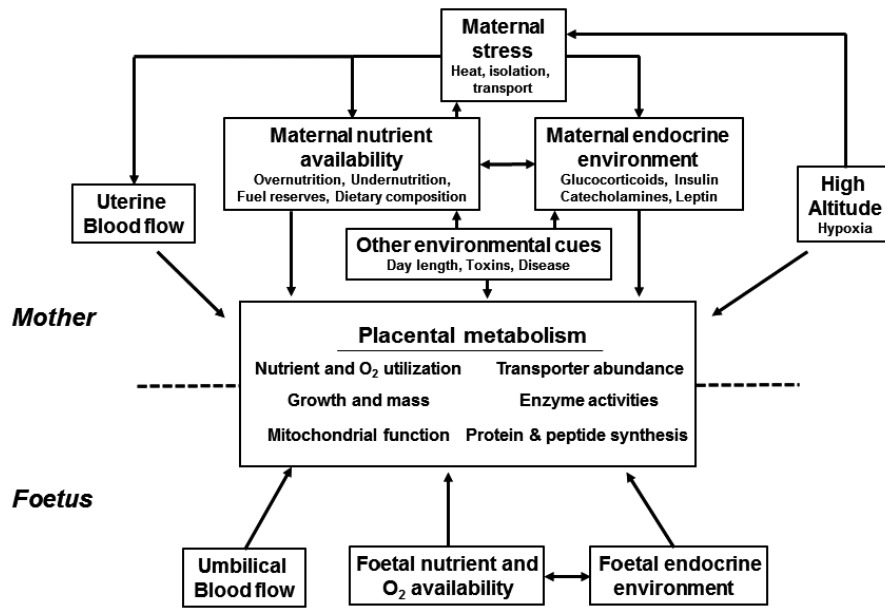 Maternal
stress
Heat, isolation,
transport
Maternal nutrient
availability
Overnutrition, Undernutrition,
Fuel reserves, Dietary composition
Maternal endocrine
environment
Glucocorticoids, Insulin
Catecholamines, Leptin
Uterine
Blood flow
High
Altitude
Hypoxia
Other environmental cues
Day length, Toxins, Disease
Mother
Placental metabolism
Nutrient and O₂ utilization
Transporter abundance
Growth and mass
Enzyme activities
Mitochondrial function
Protein & peptide synthesis
Foetus
Umbilical
Blood flow
Foetal nutrient and
O₂ availability
Foetal endocrine
environment